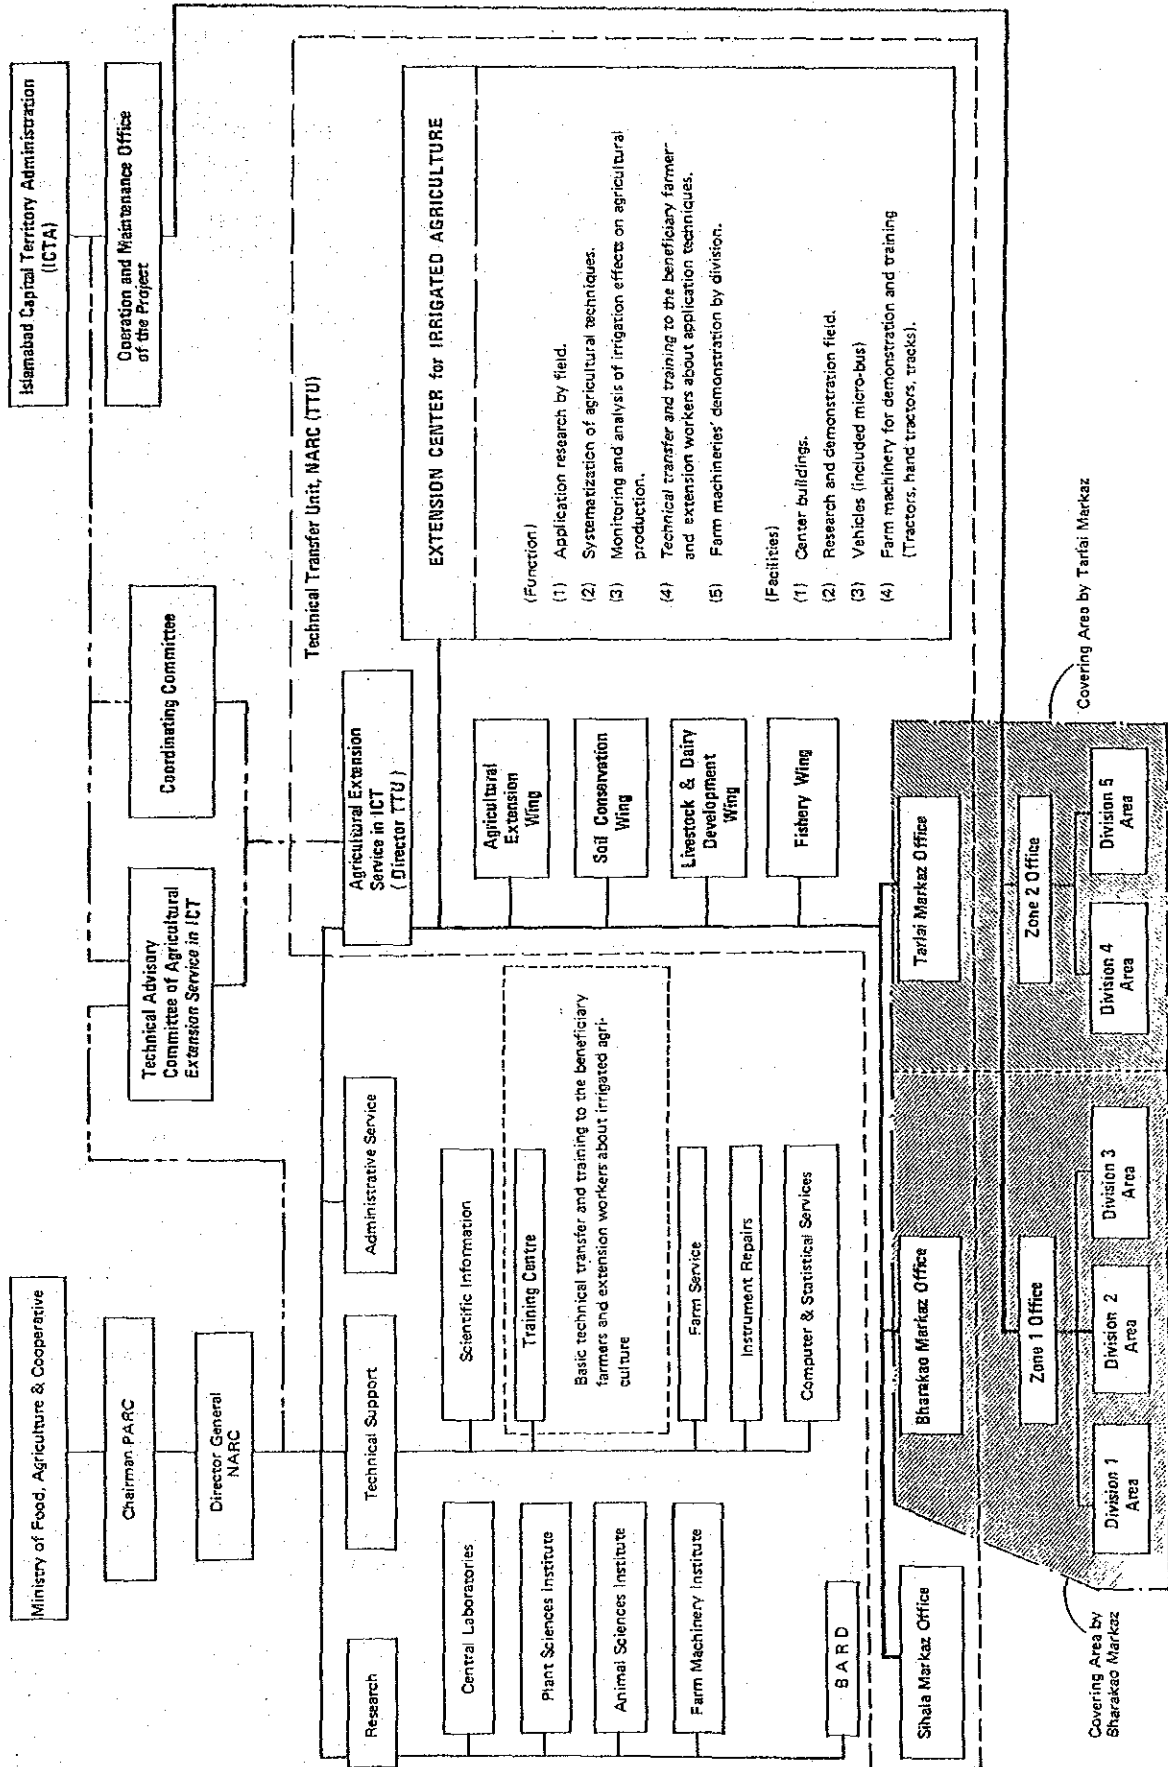 Ministry of Food, Agriculture & Cooperative
Chairman PARC
Director General
NARC
Islamabad Capital Territory Administration
(ICTA)
Operation and Maintenance Office
of the Project
Technical Advisory
Committee of Agricultural
Extension Service in ICT
Coordinating Committee
Technical Transfer Unit, NARC (TTU)
Research
Technical Support
Administrative Service
Agricultural Extension
Service in ICT
(Director TTU)
Central Laboratories
Plant Sciences Institute
Animal Sciences Institute
Farm Machinery Institute
BARD
Scientific Information
Training Centre
Basic technical transfer and training to the beneficiary
farmers and extension workers about irrigated agri-
culture
Farm Service
Instrument Repairs
Computer & Statistical Services
Agricultural
Extension
Wing
Soil Conservation
Wing
Livestock & Dairy
Development
Wing
Fishery Wing
EXTENSION CENTER for IRRIGATED AGRICULTURE
(Function)
(1) Application research by field.
(2) Systematization of agricultural techniques.
(3) Monitoring and analysis of irrigation effects on agricultural
production.
(4) Technical transfer and training to the beneficiary farmer-
and extension workers about application techniques.
(5) Farm machineries' demonstration by division.
(Facilities)
(1) Center buildings.
(2) Research and demonstration field.
(3) Vehicles (included micro-bus)
(4) Farm machinery for demonstration and training
(Tractors, hand tractors, tracks).
Sihala Markaz Office
Bharakao Markaz Office
Tarlai Markaz Office
Zone 1 Office
Zone 2 Office
Division 1
Area
Division 2
Area
Division 3
Area
Division 4
Area
Division 5
Area
Covering Area by
Bharakao Markaz
Covering Area by Tarlai Markaz